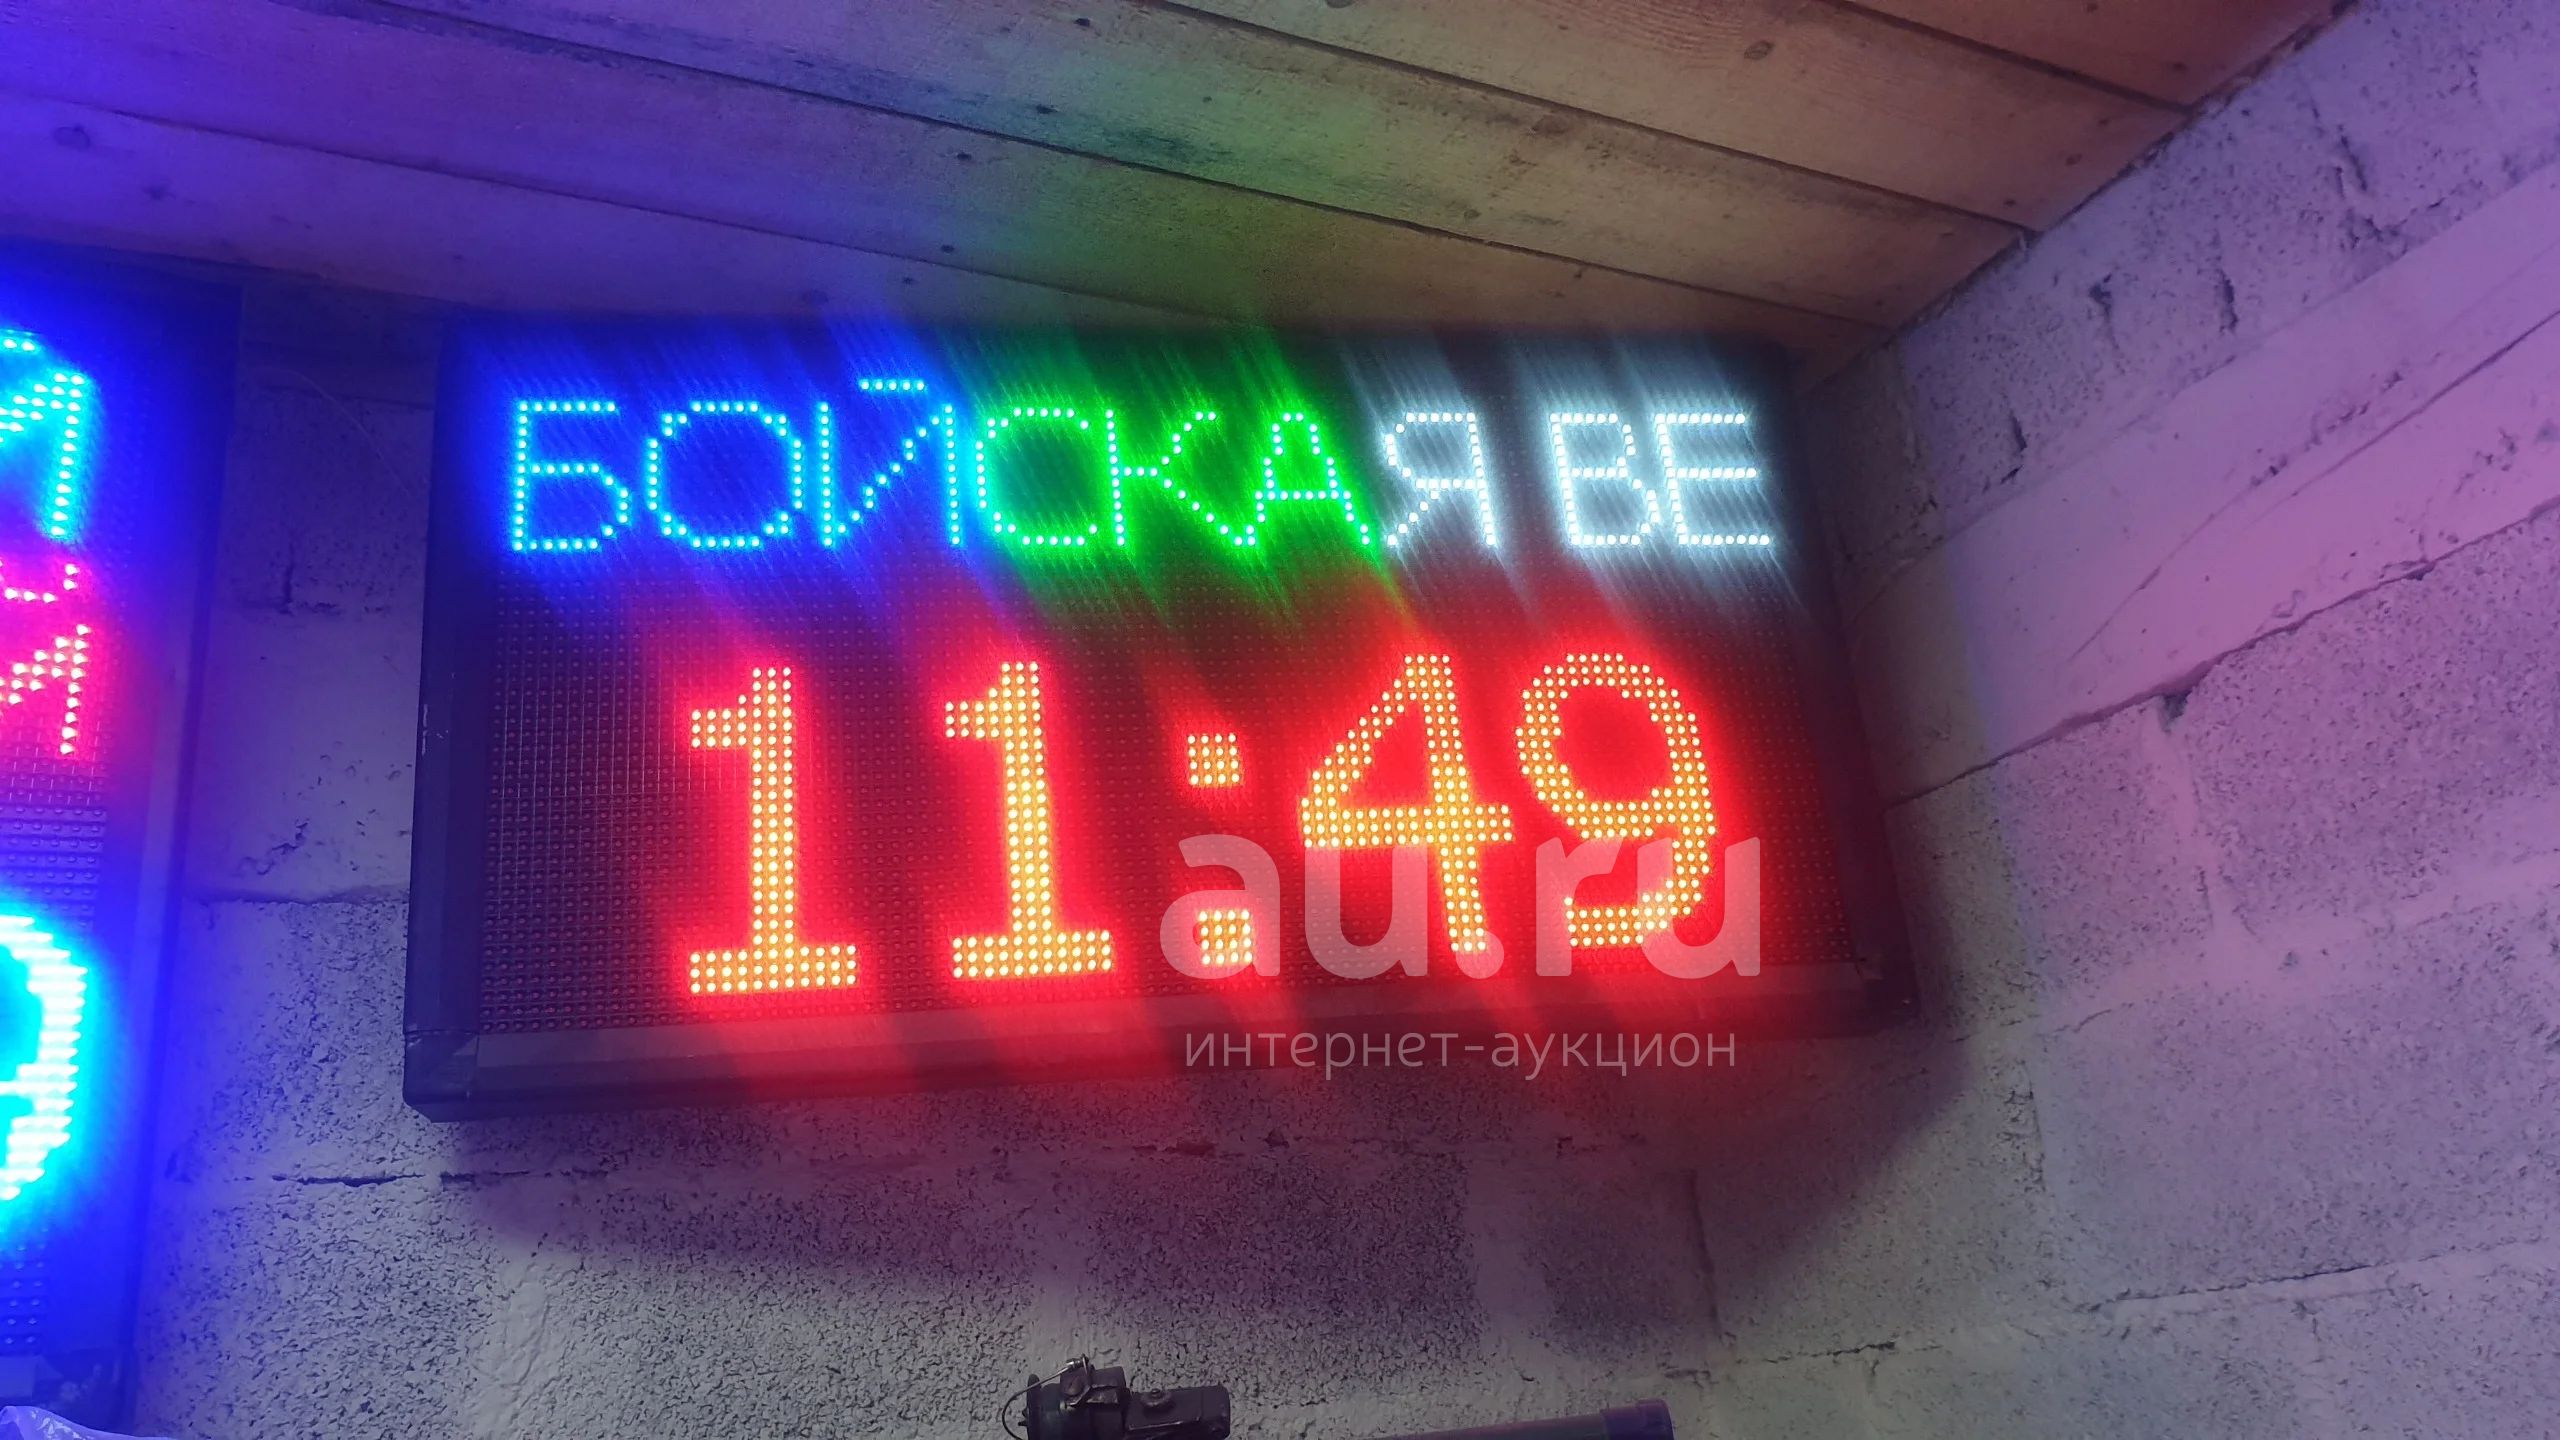 БОЙСКАЯ ВЕ
11:49
au.ru
интернет-аукцион